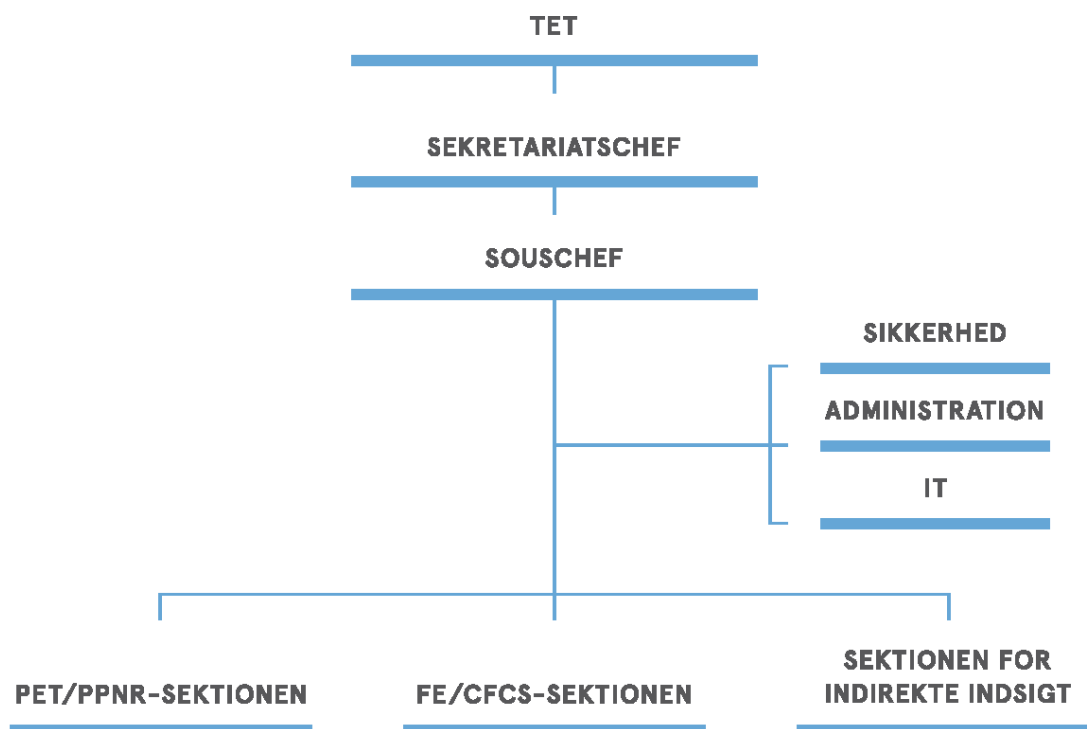 TET
SEKRETARIATSCHEF
SOUSCHEF
SIKKERHED
ADMINISTRATION
IT
PET/PPNR-SEKTIONEN
FE/CFCS-SEKTIONEN
SEKTIONEN FOR
INDIREKTE INDSIGT